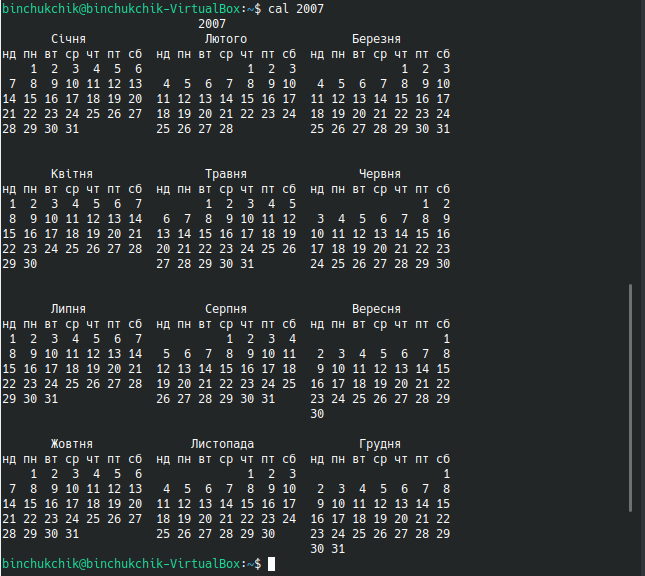 binchukchik@binchukchik-VirtualBox:~$ cal 2007
                            2007
       Січня                 Лютого               Березня
нд пн вт ср чт пт сб  нд пн вт ср чт пт сб  нд пн вт ср чт пт сб
    1  2  3  4  5  6               1  2  3               1  2  3
 7  8  9 10 11 12 13   4  5  6  7  8  9 10   4  5  6  7  8  9 10
14 15 16 17 18 19 20  11 12 13 14 15 16 17  11 12 13 14 15 16 17
21 22 23 24 25 26 27  18 19 20 21 22 23 24  18 19 20 21 22 23 24
28 29 30 31           25 26 27 28           25 26 27 28 29 30 31
       Квітня                Травня                Червня
нд пн вт ср чт пт сб  нд пн вт ср чт пт сб  нд пн вт ср чт пт сб
 1  2  3  4  5  6  7         1  2  3  4  5                  1  2
 8  9 10 11 12 13 14   6  7  8  9 10 11 12   3  4  5  6  7  8  9
15 16 17 18 19 20 21  13 14 15 16 17 18 19  10 11 12 13 14 15 16
22 23 24 25 26 27 28  20 21 22 23 24 25 26  17 18 19 20 21 22 23
29 30                 27 28 29 30 31        24 25 26 27 28 29 30
       Липня                 Серпня               Вересня
нд пн вт ср чт пт сб  нд пн вт ср чт пт сб  нд пн вт ср чт пт сб
 1  2  3  4  5  6  7            1  2  3  4                     1
 8  9 10 11 12 13 14   5  6  7  8  9 10 11   2  3  4  5  6  7  8
15 16 17 18 19 20 21  12 13 14 15 16 17 18   9 10 11 12 13 14 15
22 23 24 25 26 27 28  19 20 21 22 23 24 25  16 17 18 19 20 21 22
29 30 31              26 27 28 29 30 31     23 24 25 26 27 28 29
                                            30
       Жовтня              Листопада               Грудня
нд пн вт ср чт пт сб  нд пн вт ср чт пт сб  нд пн вт ср чт пт сб
    1  2  3  4  5  6               1  2  3                     1
 7  8  9 10 11 12 13   4  5  6  7  8  9 10   2  3  4  5  6  7  8
14 15 16 17 18 19 20  11 12 13 14 15 16 17   9 10 11 12 13 14 15
21 22 23 24 25 26 27  18 19 20 21 22 23 24  16 17 18 19 20 21 22
28 29 30 31           25 26 27 28 29 30     23 24 25 26 27 28 29
                                            30 31
binchukchik@binchukchik-VirtualBox:~$